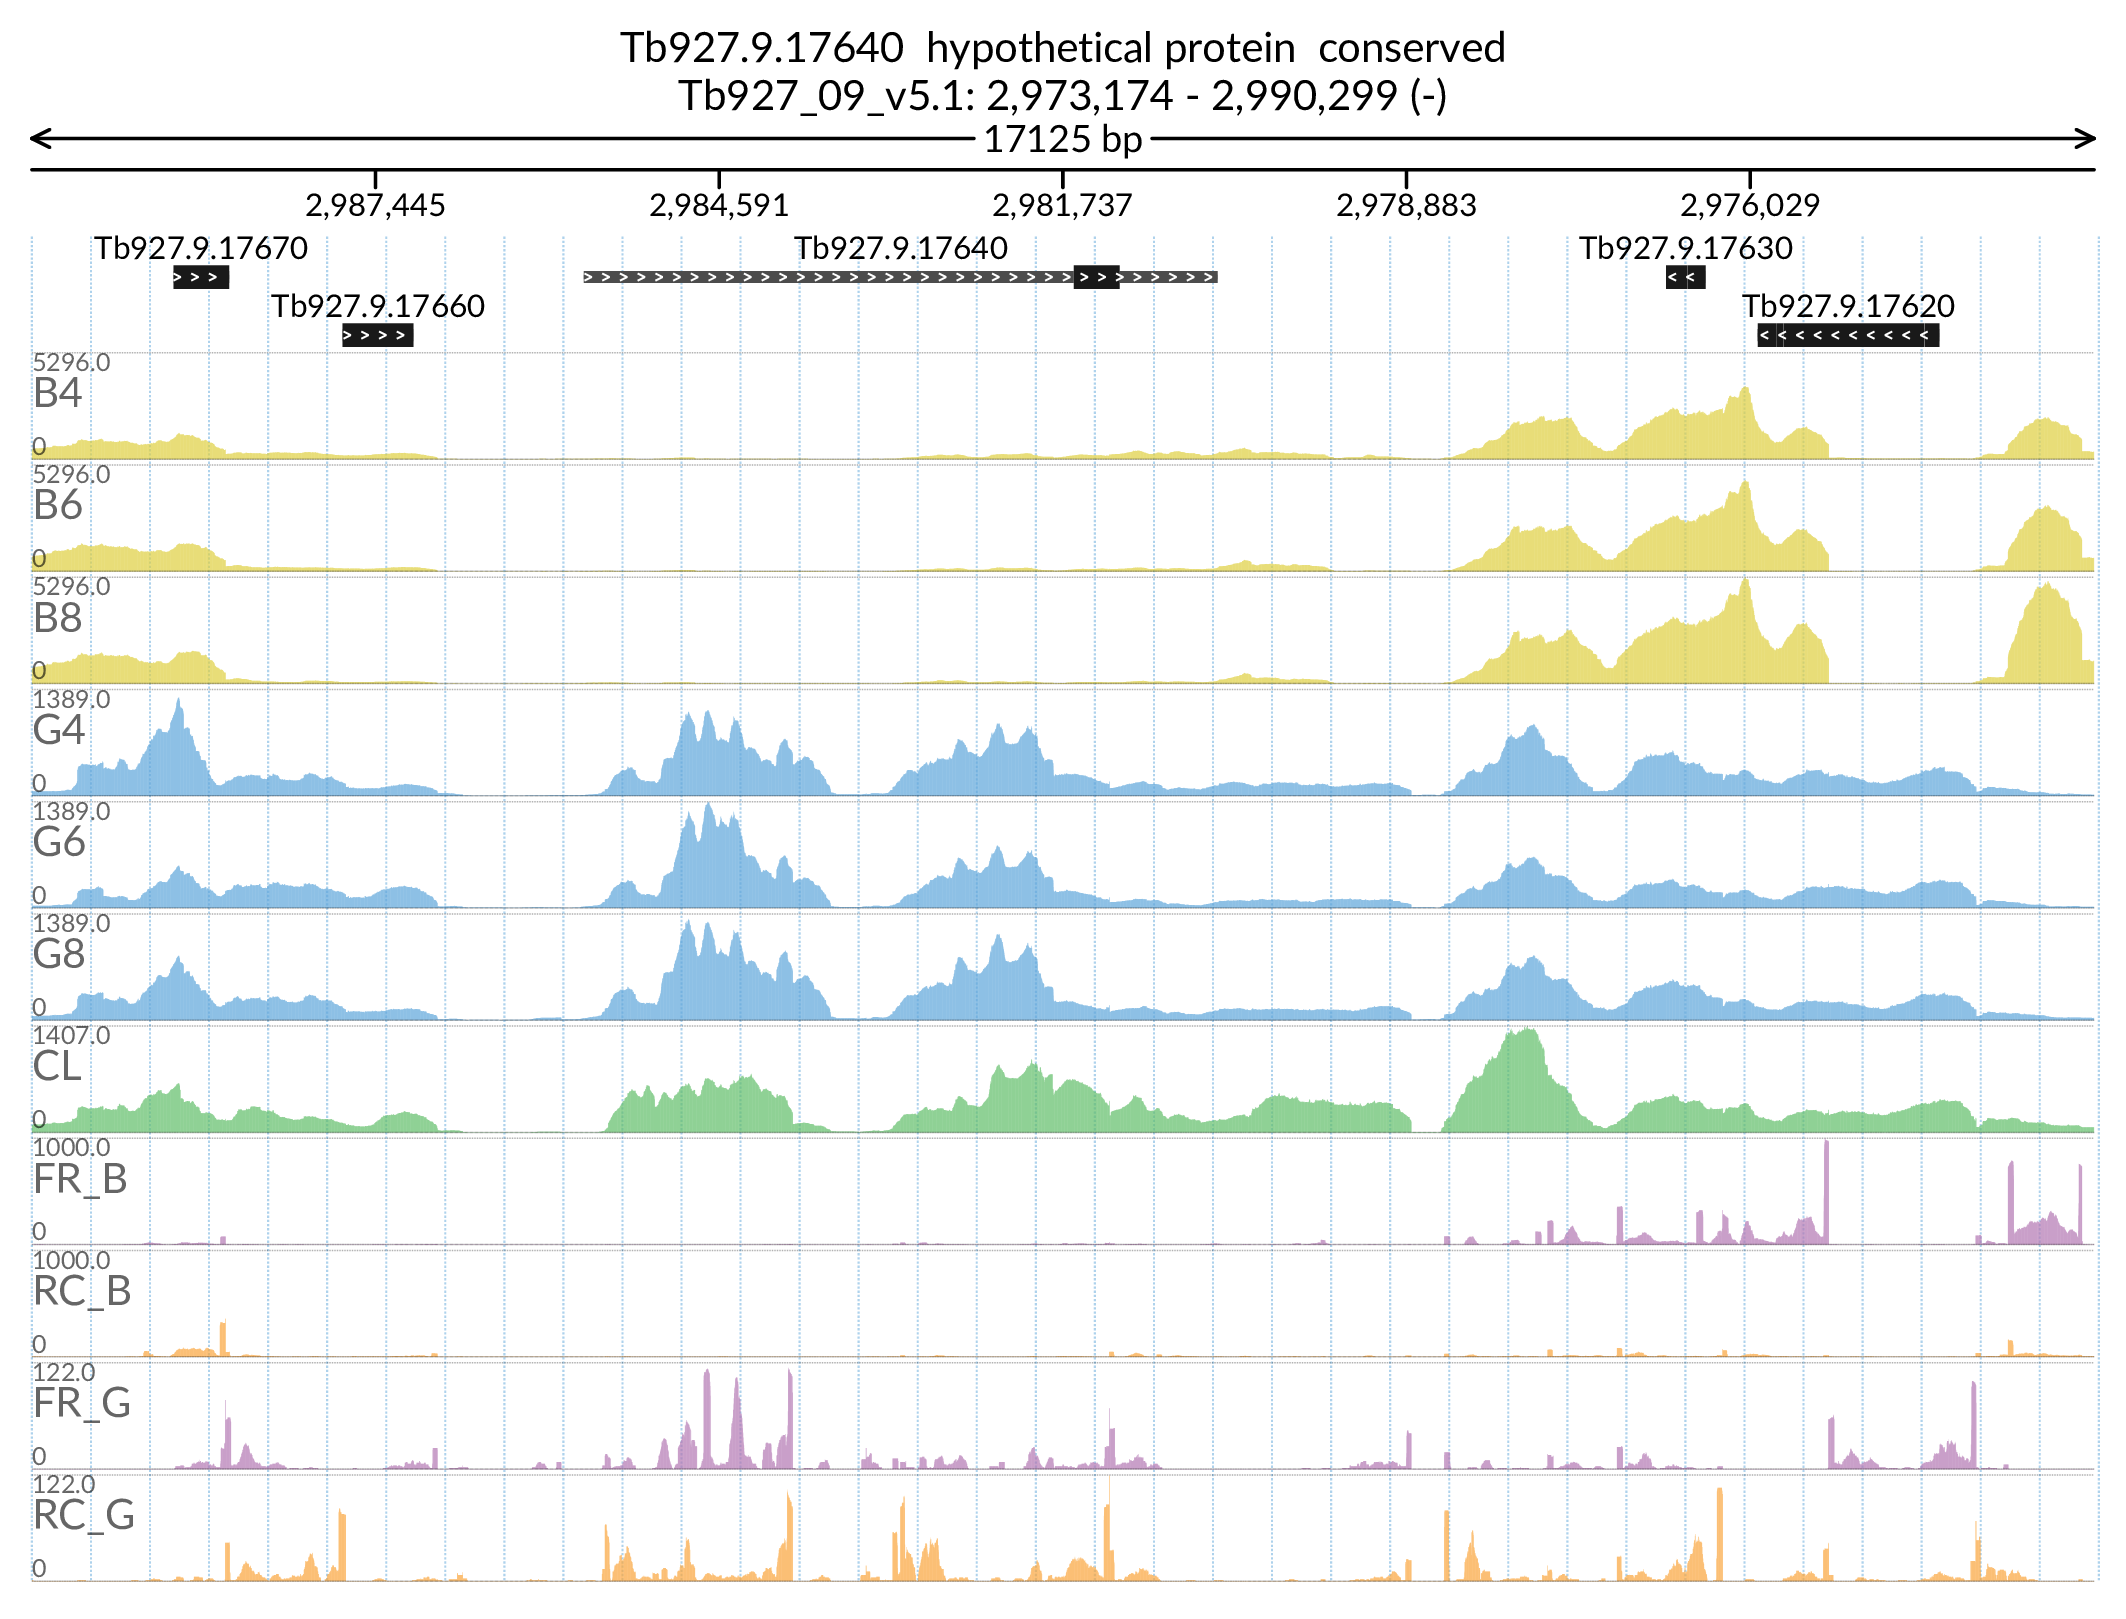 Tb927.9.17640  hypothetical protein  conserved
Tb927_09_v5.1: 2,973,174 - 2,990,299 (-)
17125 bp
2,987,445 2,984,591 2,981,737 2,978,883 2,976,029
Tb927.9.17670 Tb927.9.17640 Tb927.9.17630
Tb927.9.17660 Tb927.9.17620
5296.0
B4
0
5296.0
B6
0
5296.0
B8
0
1389.0
G4
0
1389.0
G6
0
1389.0
G8
0
1407.0
CL
0
1000.0
FR_B
0
1000.0
RC_B
0
122.0
FR_G
0
122.0
RC_G
0